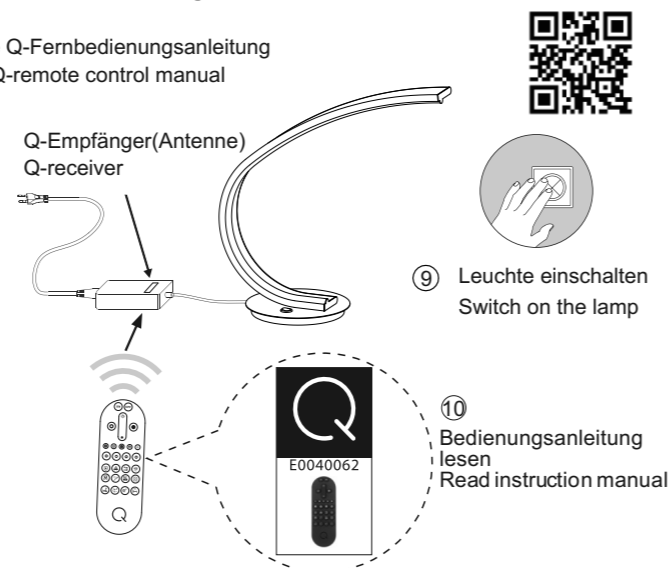 Q-Fernbedienungsanleitung
Q-remote control manual
Q-Empfänger(Antenne)
Q-receiver
⑨ Leuchte einschalten
Switch on the lamp
⑩
Bedienungsanleitung
lesen
Read instruction manual
Q
E0040062
Q